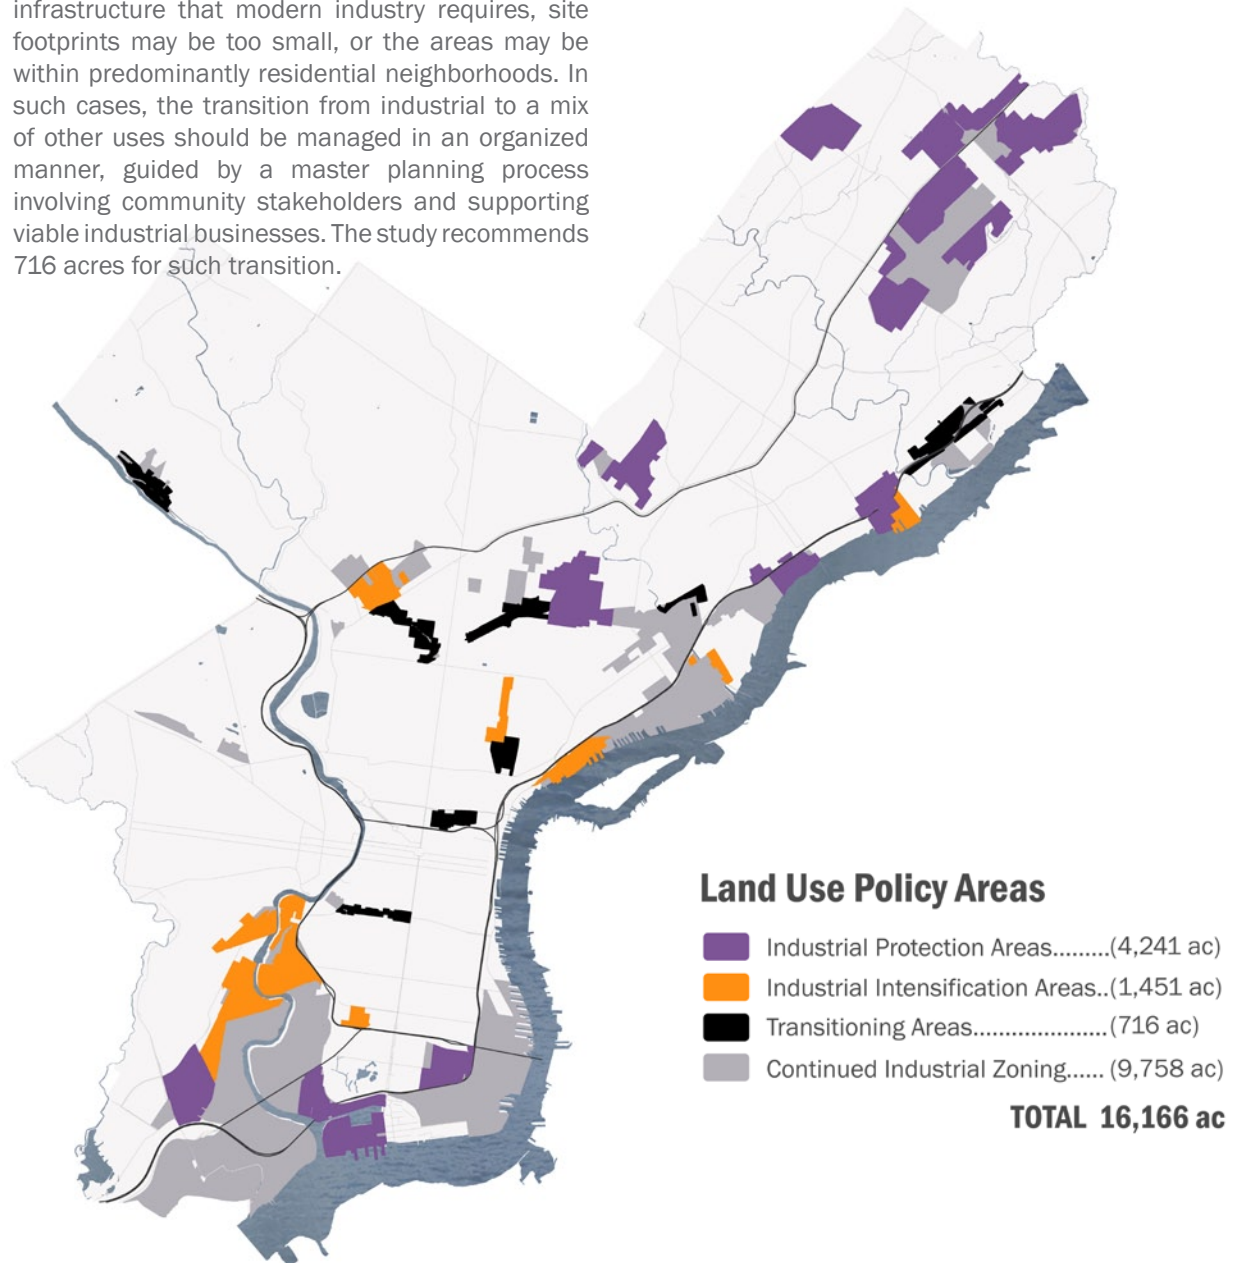 infrastructure that modern industry requires, site
footprints may be too small, or the areas may be
within predominantly residential neighborhoods. In
such cases, the transition from industrial to a mix
of other uses should be managed in an organized
manner, guided by a master planning process
involving community stakeholders and supporting
viable industrial businesses. The study recommends
716 acres for such transition.
Land Use Policy Areas
Industrial Protection Areas.........(4,241 ac)
Industrial Intensification Areas..(1,451 ac)
Transitioning Areas......................(716 ac)
Continued Industrial Zoning...... (9,758 ac)
TOTAL 16,166 ac